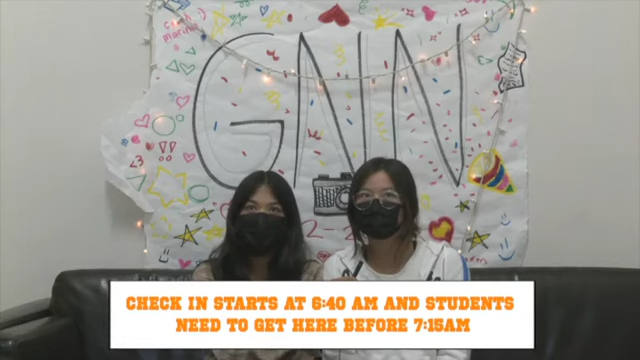 GNN
CHECK IN STARTS AT 6:40 AM AND STUDENTS
NEED TO GET HERE BEFORE 7:15AM